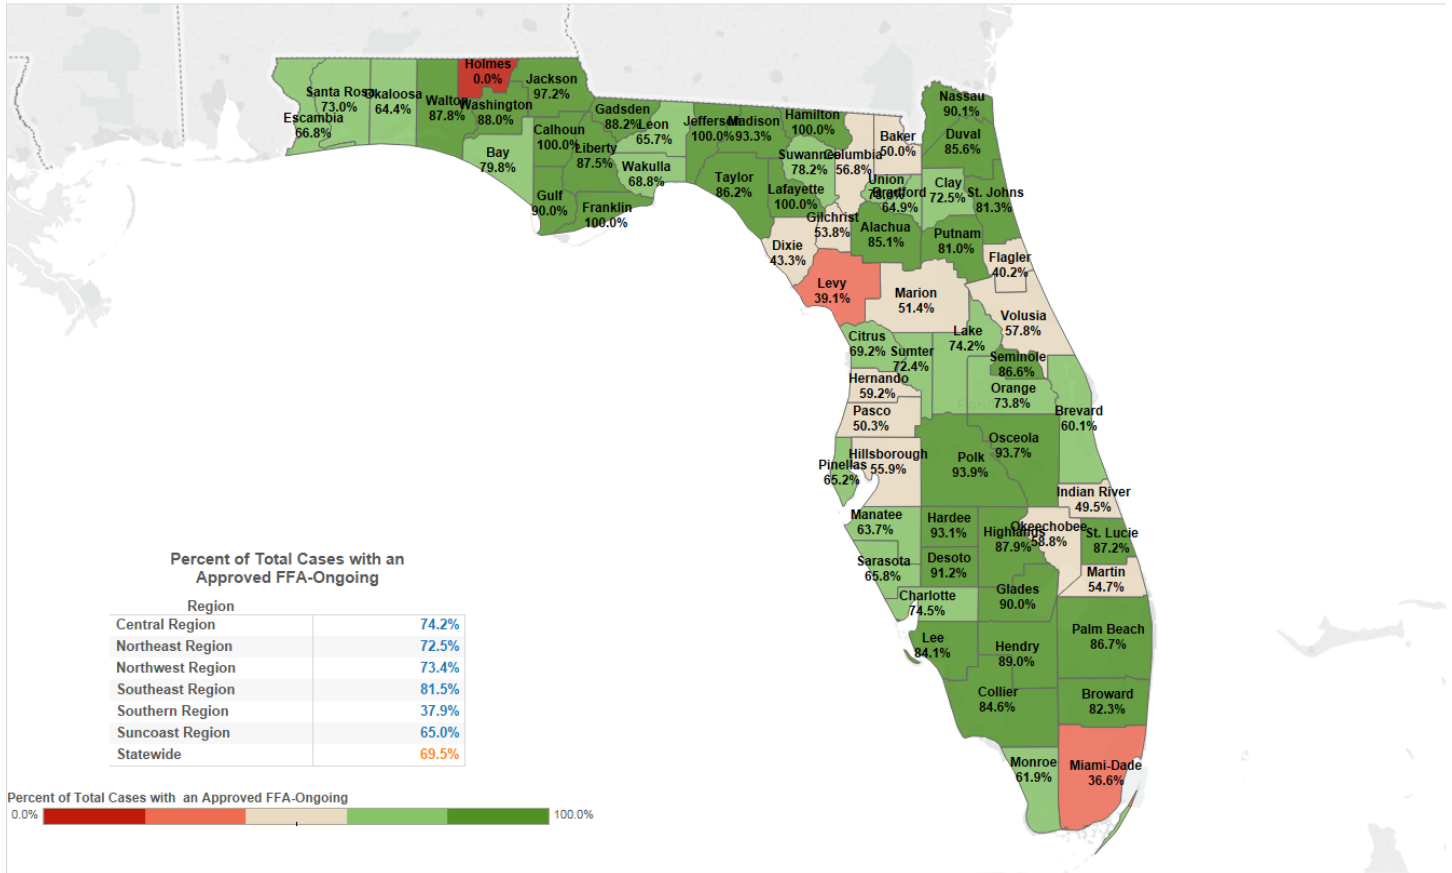 Holmes
0.0%
Jackson
97.2%
Santa Rosa
73.0%
Okaloosa
64.4%
Walton
87.8%
Washington
88.0%
Escambia
66.8%
Bay
79.8%
Calhoun
100.0%
Gadsden
88.2%
Liberty
87.5%
Leon
65.7%
Wakulla
68.8%
Gulf
90.0%
Franklin
100.0%
Jefferson
100.0%
Madison
93.3%
Hamilton
100.0%
Taylor
86.2%
Suwannee
78.2%
Lafayette
100.0%
Columbia
56.8%
Baker
50.0%
Nassau
90.1%
Duval
85.6%
Union
Bradford
64.9%
Clay
72.5%
St. Johns
81.3%
Gilchrist
53.8%
Alachua
85.1%
Putnam
81.0%
Dixie
43.3%
Flagler
40.2%
Levy
39.1%
Marion
51.4%
Volusia
57.8%
Citrus
69.2%
Sumter
72.4%
Lake
74.2%
Seminole
86.6%
Hernando
59.2%
Orange
73.8%
Pasco
50.3%
Brevard
60.1%
Osceola
93.7%
Polk
93.9%
Hillsborough
55.9%
Pinellas
65.2%
Indian River
49.5%
Manatee
63.7%
Hardee
93.1%
Highlands
87.9%
Okeechobee
58.8%
St. Lucie
87.2%
Sarasota
65.8%
Desoto
91.2%
Martin
54.7%
Charlotte
74.5%
Glades
90.0%
Lee
84.1%
Hendry
89.0%
Palm Beach
86.7%
Collier
84.6%
Broward
82.3%
Monroe
61.9%
Miami-Dade
36.6%
Percent of Total Cases with an
Approved FFA-Ongoing
Region
Central Region 74.2%
Northeast Region 72.5%
Northwest Region 73.4%
Southeast Region 81.5%
Southern Region 37.9%
Suncoast Region 65.0%
Statewide 69.5%
Percent of Total Cases with an Approved FFA-Ongoing
0.0% 100.0%